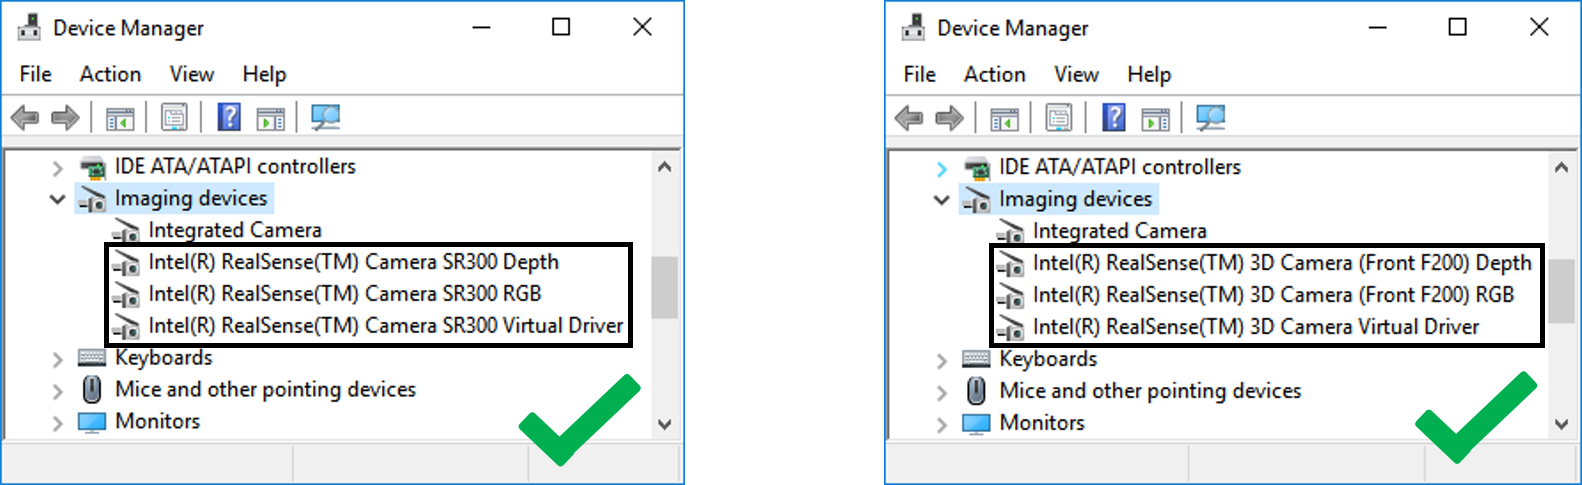 Device Manager
File Action View Help
IDE ATA/ATAPI controllers
Imaging devices
Integrated Camera
Intel(R) RealSense(TM) Camera SR300 Depth
Intel(R) RealSense(TM) Camera SR300 RGB
Intel(R) RealSense(TM) Camera SR300 Virtual Driver
Keyboards
Mice and other pointing devices
Monitors
Device Manager
File Action View Help
IDE ATA/ATAPI controllers
Imaging devices
Integrated Camera
Intel(R) RealSense(TM) 3D Camera (Front F200) Depth
Intel(R) RealSense(TM) 3D Camera (Front F200) RGB
Intel(R) RealSense(TM) 3D Camera Virtual Driver
Keyboards
Mice and other pointing devices
Monitors